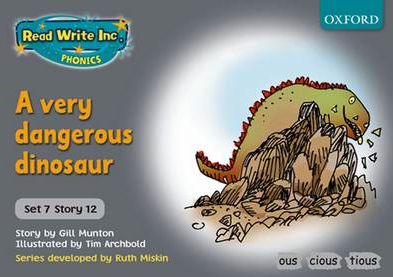 Read Write Inc.
PHONICS
OXFORD
A very
dangerous
dinosaur
Set 7 Story 12
Story by Gill Munton
Illustrated by Tim Archbold
Series developed by Ruth Miskin
ous cious tious